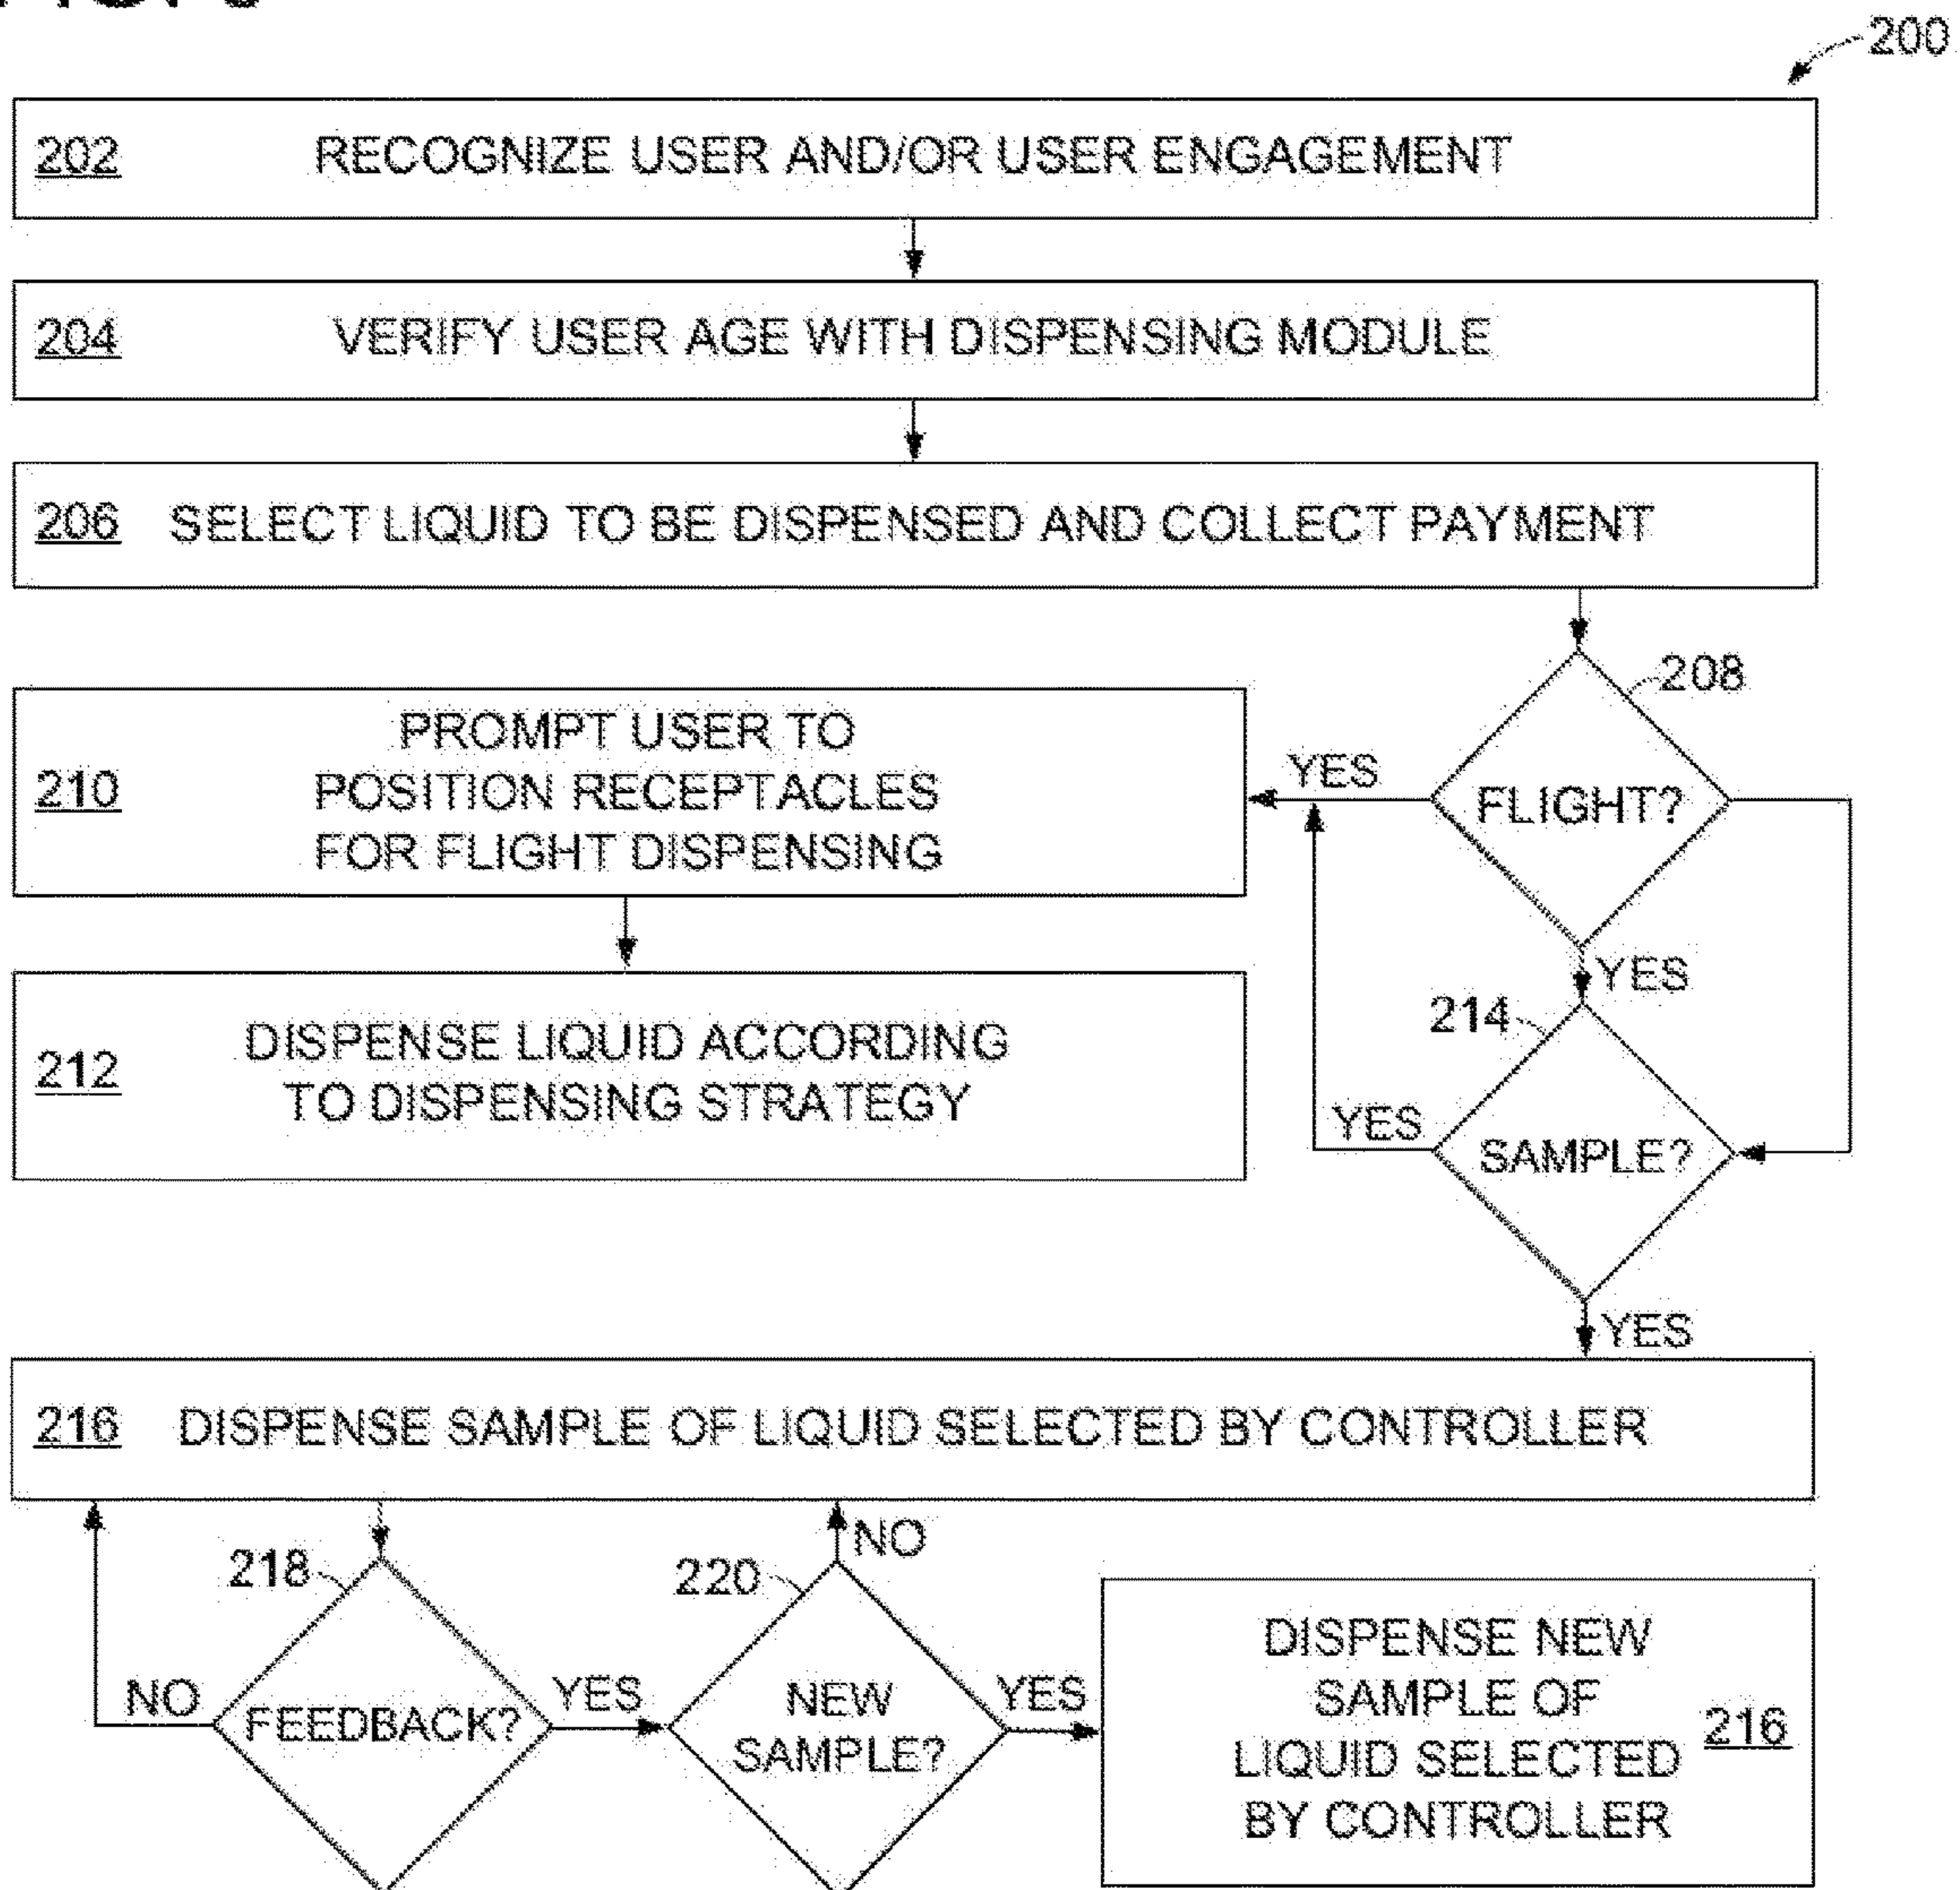 200
202 RECOGNIZE USER AND/OR USER ENGAGEMENT
204 VERIFY USER AGE WITH DISPENSING MODULE
206 SELECT LIQUID TO BE DISPENSED AND COLLECT PAYMENT
208
FLIGHT?
YES
210
PROMPT USER TO
POSITION RECEPTACLES
FOR FLIGHT DISPENSING
YES
212
DISPENSE LIQUID ACCORDING
TO DISPENSING STRATEGY
214
SAMPLE?
YES
YES
216 DISPENSE SAMPLE OF LIQUID SELECTED BY CONTROLLER
218
FEEDBACK?
NO
YES
220
NEW
SAMPLE?
NO
YES
DISPENSE NEW
SAMPLE OF
LIQUID SELECTED
BY CONTROLLER
216